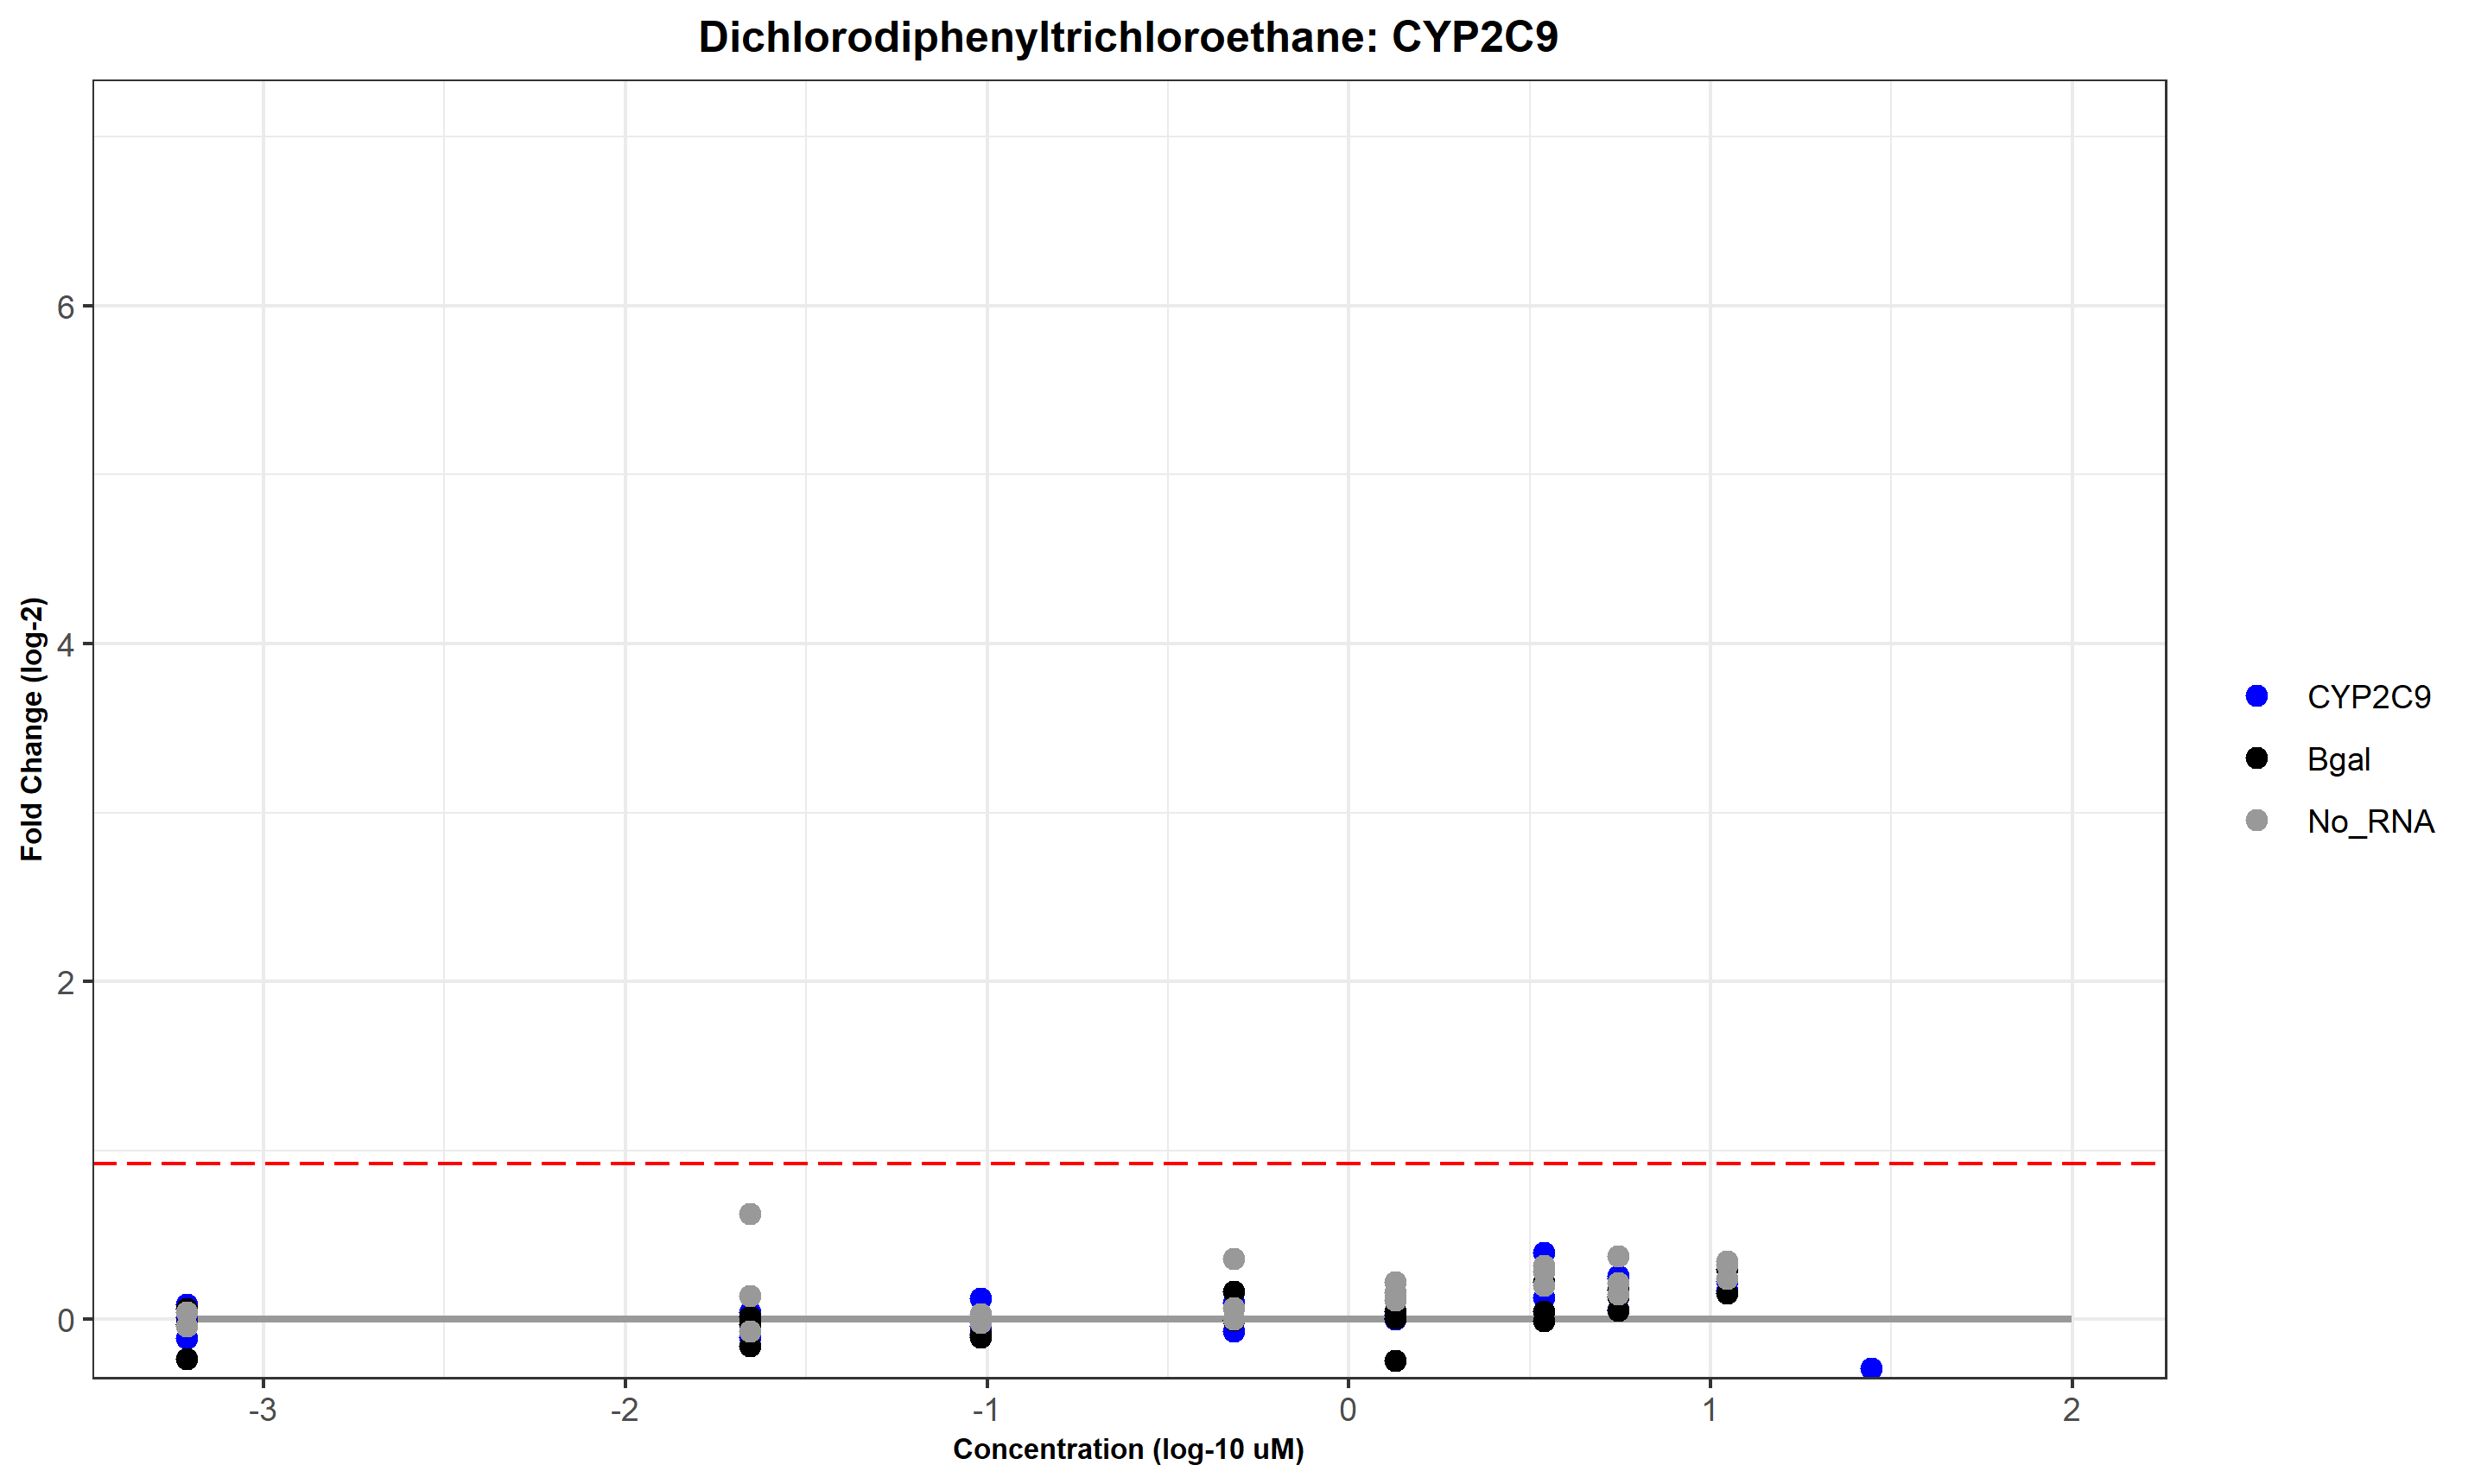 Dichlorodiphenyltrichloroethane: CYP2C9
Fold Change (log-2)
6
4
2
0
-3
-2
-1
0
1
2
Concentration (log-10 uM)
CYP2C9
Bgal
No_RNA